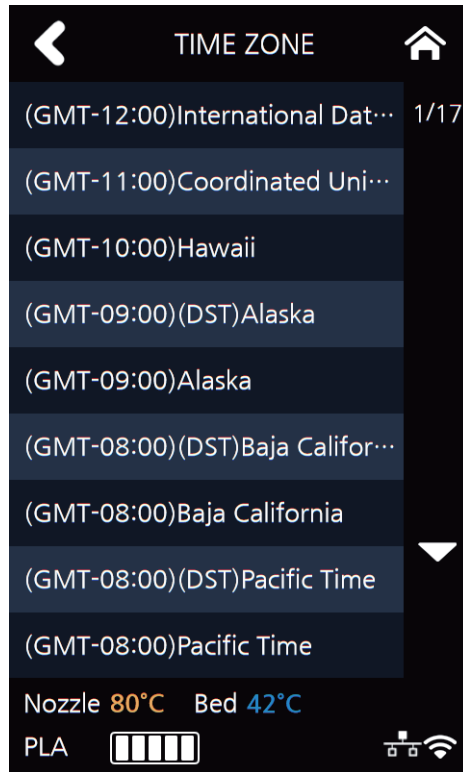 TIME ZONE
(GMT-12:00)International Dat⋯ 1/17
(GMT-11:00)Coordinated Uni⋯
(GMT-10:00)Hawaii
(GMT-09:00)(DST)Alaska
(GMT-09:00)Alaska
(GMT-08:00)(DST)Baja Califor⋯
(GMT-08:00)Baja California
(GMT-08:00)(DST)Pacific Time
(GMT-08:00)Pacific Time
Nozzle 80°C Bed 42°C
PLA